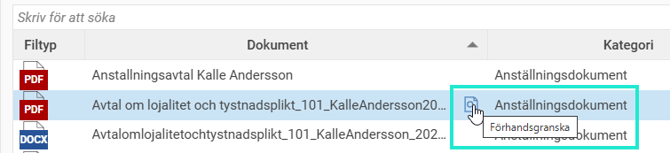 Skriv för att söka
Filtyp Dokument Kategori
PDF Anstallningsavtal Kalle Andersson Anställningsdokument
PDF Avtal om lojalitet och tystnadsplikt_101_KalleAndersson20... Anställningsdokument
Förhandsgranska
DOCX Avtalomlojalitetochtystnadsplikt_101_KalleAndersson_202... Anställningsdokument